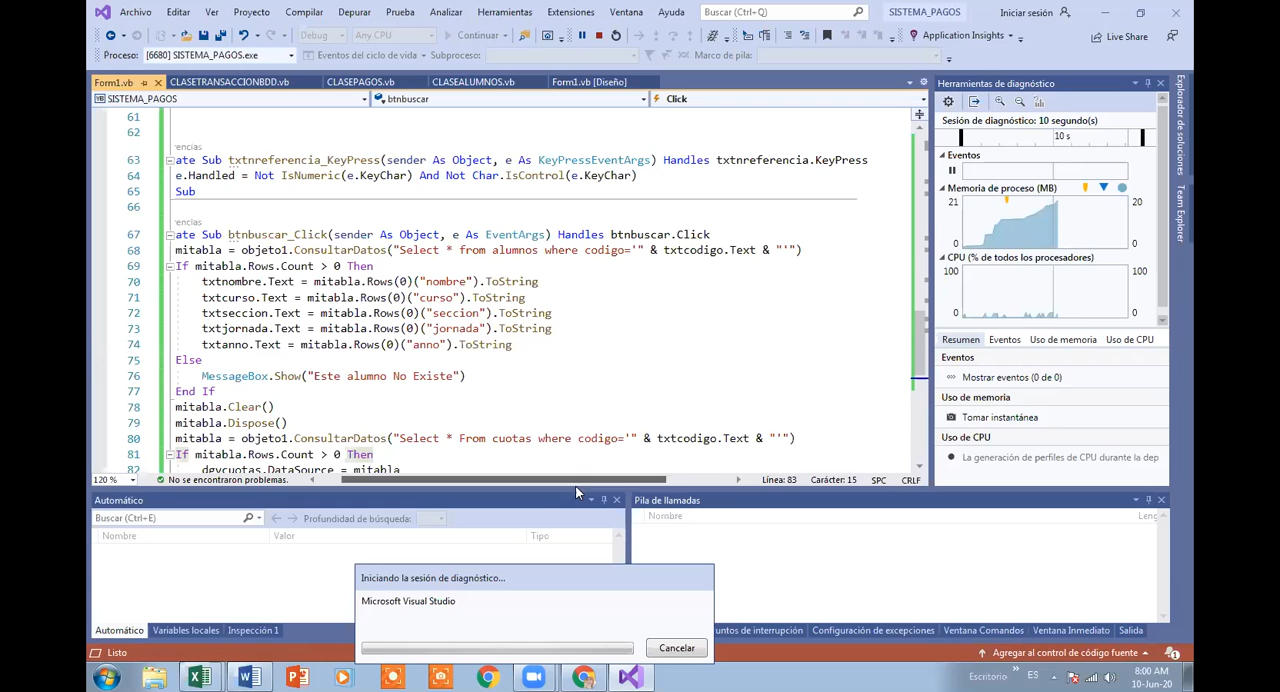 Archivo Editar Ver Proyecto Compilar Depurar Prueba Analizar Herramientas Extensiones Ventana Ayuda Buscar (Ctrl+Q) SISTEMA_PAGOS Iniciar sesión
Debug Any CPU Continuar Application Insights Live Share
Proceso: [6680] SISTEMA_PAGOS.exe Eventos del ciclo de vida Subproceso: Marco de pila:
Form1.vb CLASETRANSACCIONBDD.vb CLASEPAGOS.vb CLASEALUMNOS.vb Form1.vb [Diseño]
SISTEMA_PAGOS btnbuscar Click
61
62
rencias
63 ate Sub txtnreferencia_KeyPress(sender As Object, e As KeyPressEventArgs) Handles txtnreferencia.KeyPress
64 e.Handled = Not IsNumeric(e.KeyChar) And Not Char.IsControl(e.KeyChar)
65 Sub
66
rencias
67 ate Sub btnbuscar_Click(sender As Object, e As EventArgs) Handles btnbuscar.Click
68 mitabla = objeto1.ConsultarDatos("Select * from alumnos where codigo='" & txtcodigo.Text & "'")
69 If mitabla.Rows.Count > 0 Then
70 txtnombre.Text = mitabla.Rows(0)("nombre").ToString
71 txtcurso.Text = mitabla.Rows(0)("curso").ToString
72 txtseccion.Text = mitabla.Rows(0)("seccion").ToString
73 txtjornada.Text = mitabla.Rows(0)("jornada").ToString
74 txtanno.Text = mitabla.Rows(0)("anno").ToString
75 Else
76 MessageBox.Show("Este alumno No Existe")
77 End If
78 mitabla.Clear()
79 mitabla.Dispose()
80 mitabla = objeto1.ConsultarDatos("Select * From cuotas where codigo='" & txtcodigo.Text & "'")
81 If mitabla.Rows.Count > 0 Then
82 dgvcuotas.DataSource = mitabla
120 % No se encontraron problemas. Línea: 83 Carácter: 15 SPC CRLF
Herramientas de diagnóstico
Sesión de diagnóstico: 10 segundo(s)
10 s
Eventos
Memoria de proceso (MB)
21 20
0 0
CPU (% de todos los procesadores)
100 100
0 0
Resumen Eventos Uso de memoria Uso de CPU
Eventos
Mostrar eventos (0 de 0)
Uso de memoria
Tomar instantánea
Uso de CPU
La generación de perfiles de CPU durante la dep
Explorador de soluciones
Team Explorer
Automático
Buscar (Ctrl+E) Profundidad de búsqueda:
Nombre Valor Tipo
Pila de llamadas
Nombre Leng
Iniciando la sesión de diagnóstico...
Microsoft Visual Studio
Cancelar
Automático Variables locales Inspección 1
untos de interrupción Configuración de excepciones Ventana Comandos Ventana Inmediato Salida
Listo Agregar al control de código fuente 1
Escritorio ES 8:00 AM
10-Jun-20